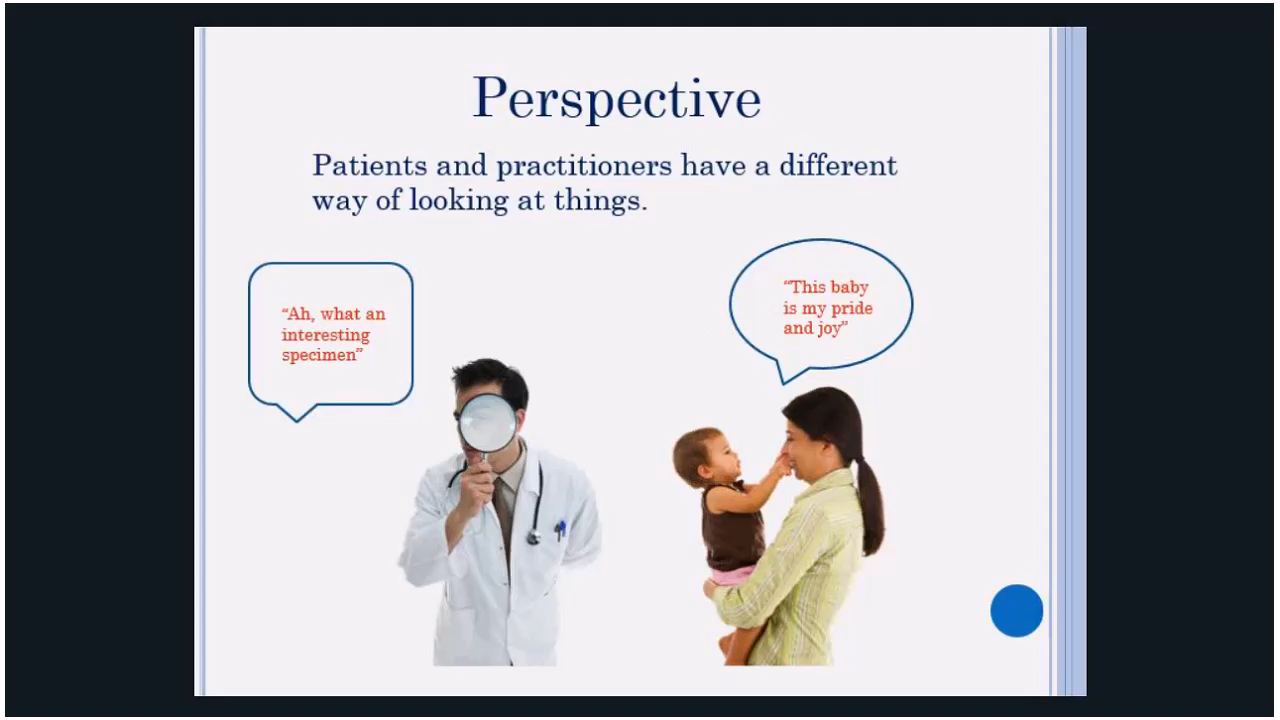 Perspective
Patients and practitioners have a different
way of looking at things.
“Ah, what an
interesting
specimen”
“This baby
is my pride
and joy”